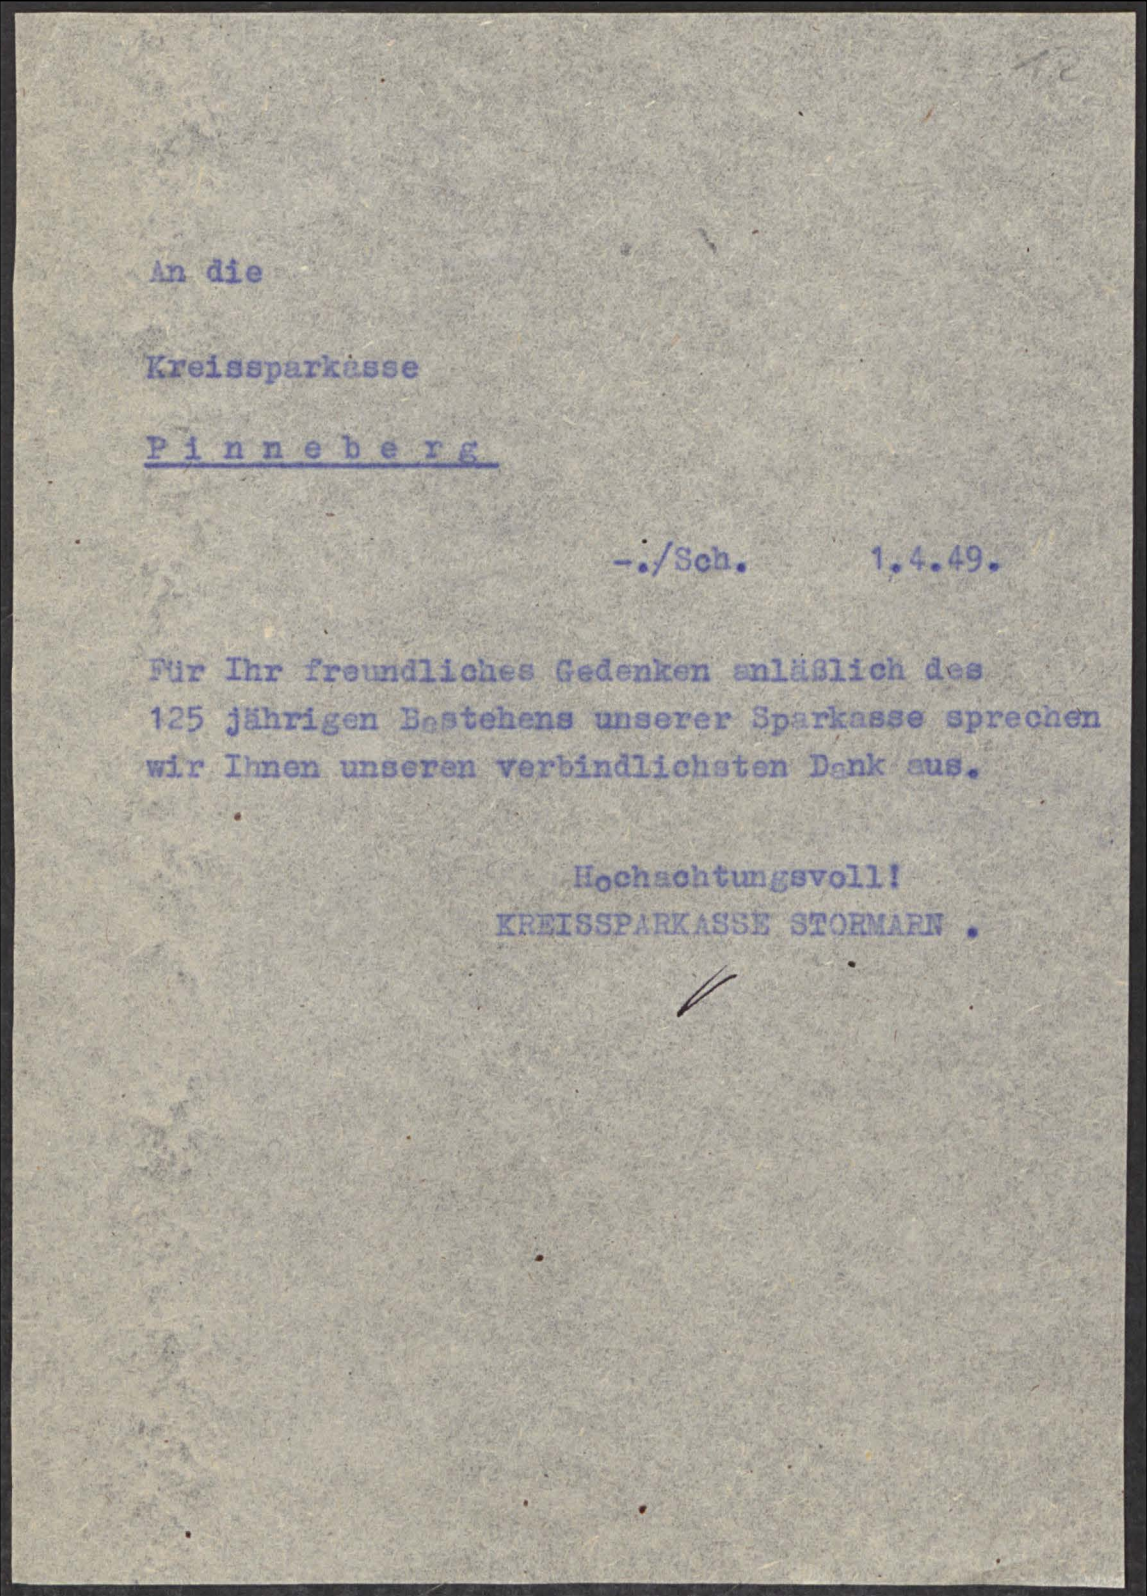 12
An die
Kreissparkasse
Pinneberg
-./Sch. 1.4.49.
Für Ihr freundliches Gedenken anläßlich des
125 jährigen Bestehens unserer Sparkasse sprechen
wir Ihnen unseren verbindlichsten Dank aus.
Hochachtungsvoll!
KREISSPARKASSE STORMARN .